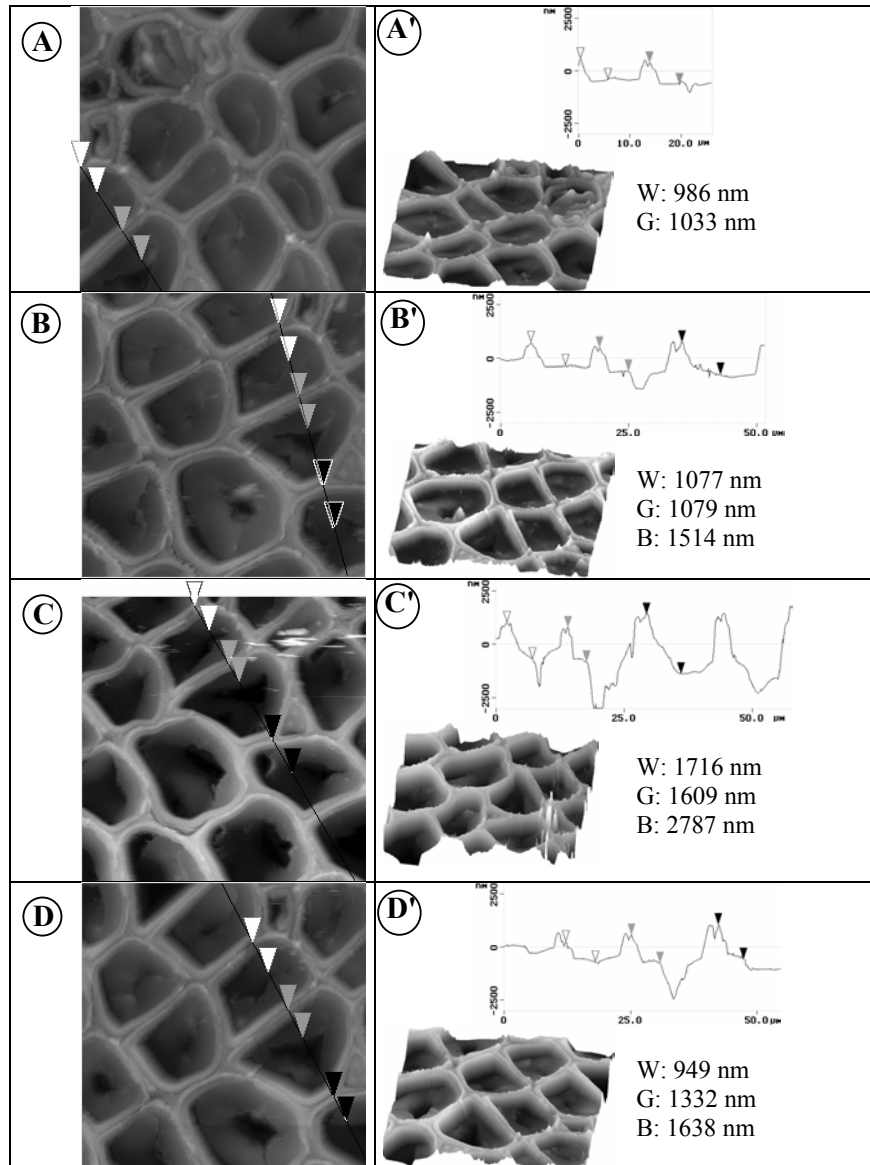 A
A'
nm
2500
0
-2500
0
10.0
20.0
µm
W: 986 nm
G: 1033 nm
B
B'
nm
2500
0
-2500
0
25.0
50.0
µm
W: 1077 nm
G: 1079 nm
B: 1514 nm
C
C'
2500
0
-2500
0
25.0
50.0
µm
W: 1716 nm
G: 1609 nm
B: 2787 nm
D
D'
nm
2500
0
-2500
0
25.0
50.0 µm
W: 949 nm
G: 1332 nm
B: 1638 nm